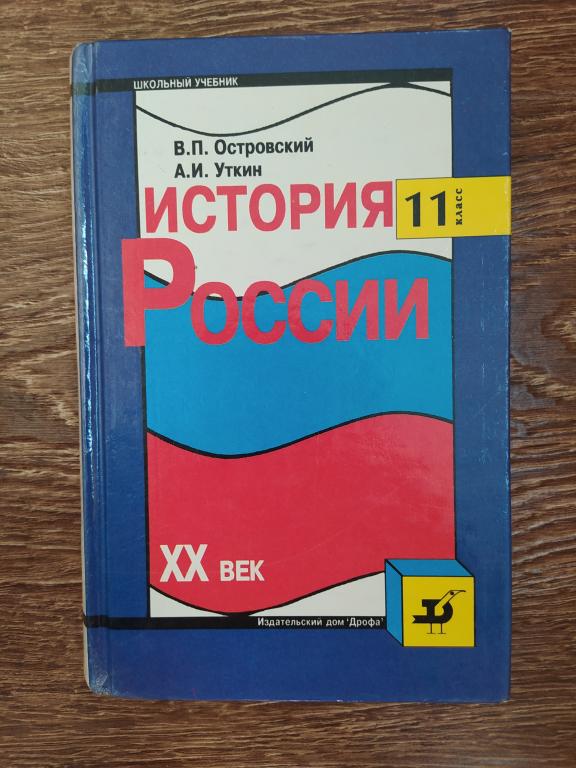 ШКОЛЬНЫЙ УЧЕБНИК
В.П. Островский
А.И. Уткин
ИСТОРИЯ
11 класс
РОССИИ
XX ВЕК
Издательский дом 'Дрофа'